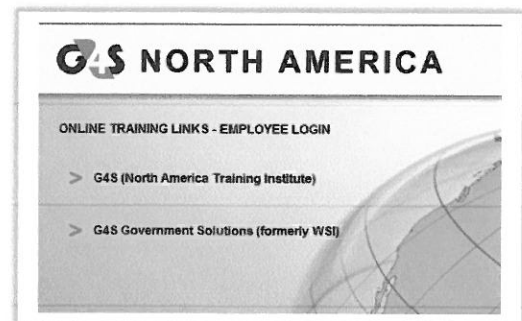 G4S NORTH AMERICA
ONLINE TRAINING LINKS - EMPLOYEE LOGIN
> G4S (North America Training Institute)
> G4S Government Solutions (formerly WSI)